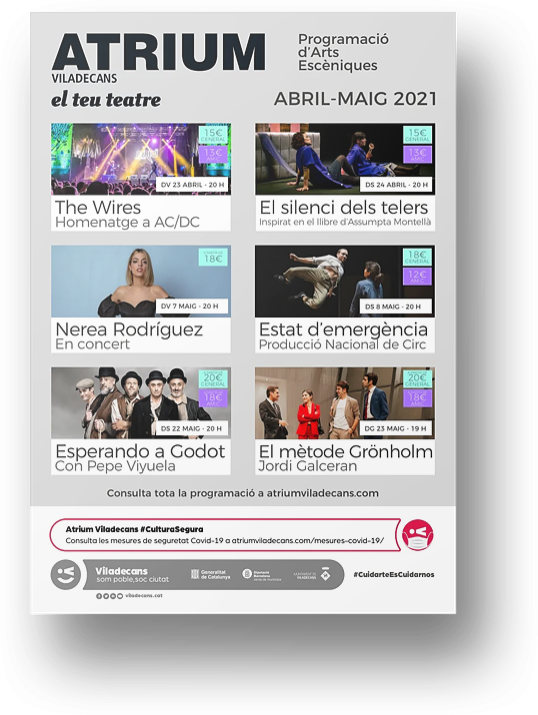 ATRIUM
VILADECANS
el teu teatre
Programació
d'Arts
Escèniques
ABRIL-MAIG 2021
15€
GENERAL
13€
DV 23 ABRIL · 20 H
The Wires
Homenatge a AC/DC
15€
GENERAL
13€
DS 24 ABRIL · 20 H
El silenci dels telers
Inspirat en el llibre d'Assumpta Montellà
18€
DV 7 MAIG · 20 H
Nerea Rodríguez
En concert
18€
GENERAL
12€
DS 8 MAIG · 20 H
Estat d'emergència
Producció Nacional de Circ
20€
GENERAL
18€
DS 22 MAIG · 20 H
Esperando a Godot
Con Pepe Viyuela
20€
GENERAL
18€
DG 23 MAIG · 19 H
El mètode Grönholm
Jordi Galceran
Consulta tota la programació a atriumviladecans.com
Atrium Viladecans #CulturaSegura
Consulta les mesures de seguretat Covid-19 a atriumviladecans.com/mesures-covid-19/
Viladecans
som poble, soc ciutat
Generalitat
de Catalunya
Diputació
Barcelona
AJUNTAMENT DE
VILADECANS
#CuidarteEsCuidarnos
viladecans.cat